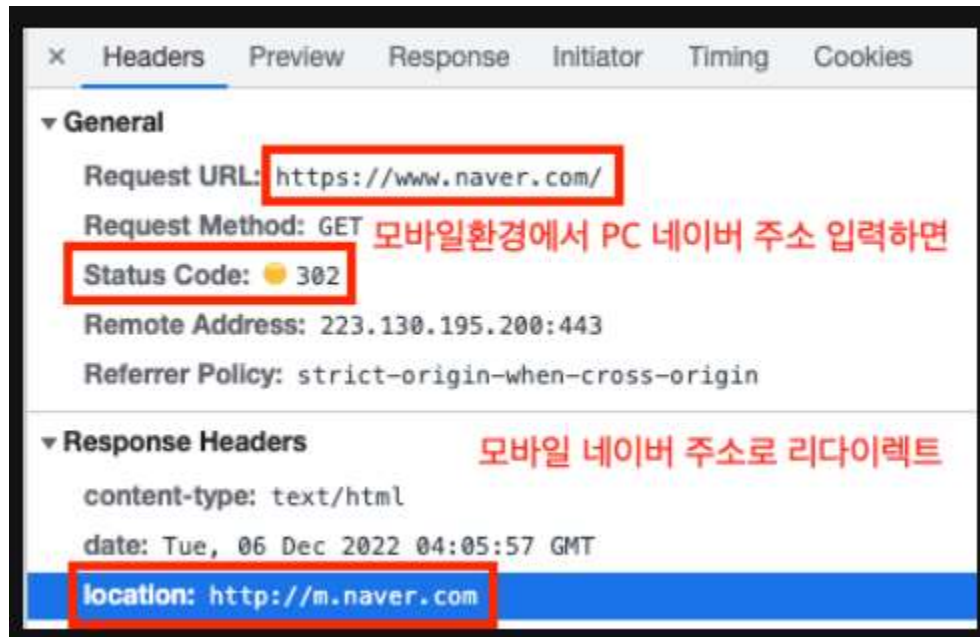 × Headers Preview Response Initiator Timing Cookies
▾ General
Request URL: https://www.naver.com/
Request Method: GET
모바일환경에서 PC 네이버 주소 입력하면
Status Code: 302
Remote Address: 223.130.195.200:443
Referrer Policy: strict-origin-when-cross-origin
▾ Response Headers
모바일 네이버 주소로 리다이렉트
content-type: text/html
date: Tue, 06 Dec 2022 04:05:57 GMT
location: http://m.naver.com